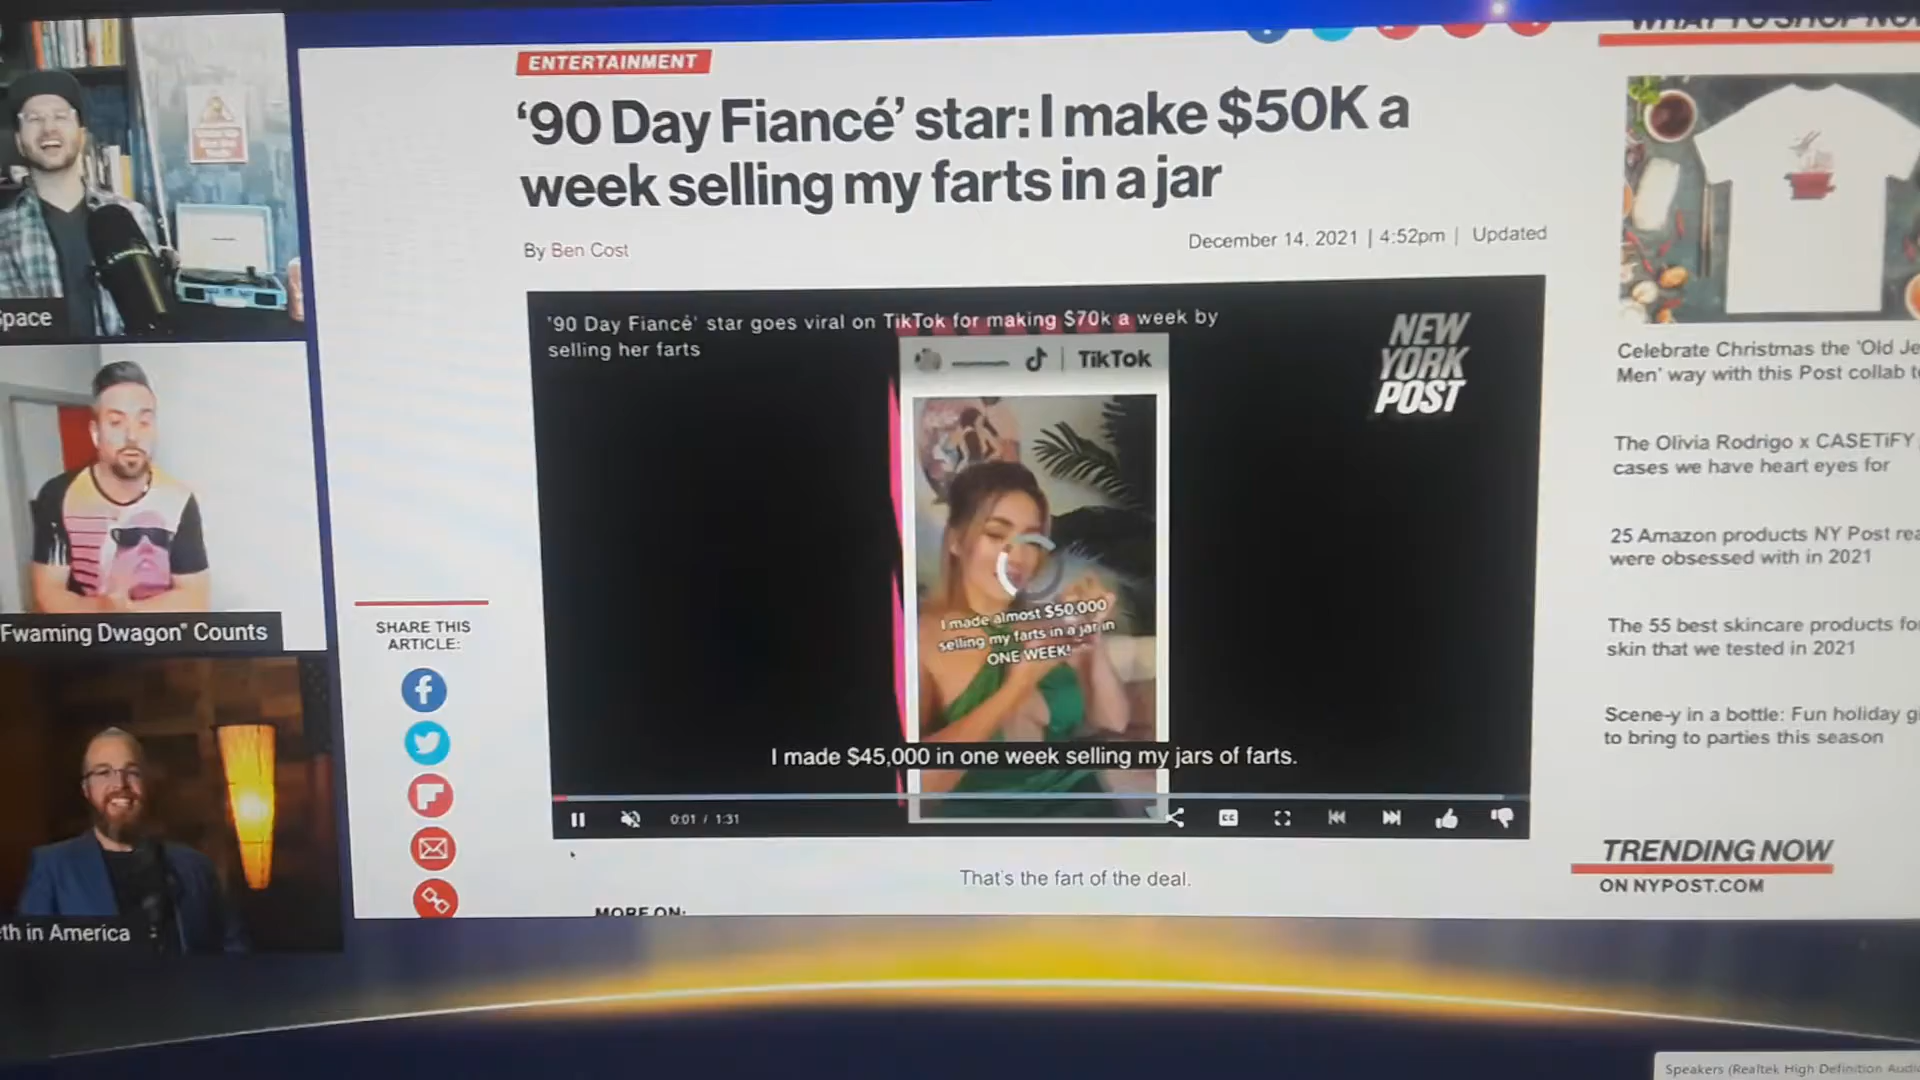 ENTERTAINMENT
'90 Day Fiancé' star: I make $50K a
week selling my farts in a jar
By Ben Cost
December 14, 2021 | 4:52pm | Updated
'90 Day Fiancé' star goes viral on TikTok for making $70k a week by
selling her farts
TikTok
NEW
YORK
POST
I made almost $50,000
selling my farts in a jar in
ONE WEEK!
I made $45,000 in one week selling my jars of farts.
0:01 / 1:31
CC
That's the fart of the deal.
MORE ON:
SHARE THIS
ARTICLE:
pace
"Fwaming Dwagon" Counts
th in America
WHAT TO SHOP NO
Celebrate Christmas the 'Old Je
Men' way with this Post collab t
The Olivia Rodrigo x CASETiFY
cases we have heart eyes for
25 Amazon products NY Post rea
were obsessed with in 2021
The 55 best skincare products fo
skin that we tested in 2021
Scene-y in a bottle: Fun holiday g
to bring to parties this season
TRENDING NOW
ON NYPOST.COM
Speakers (Realtek High Definition Audi